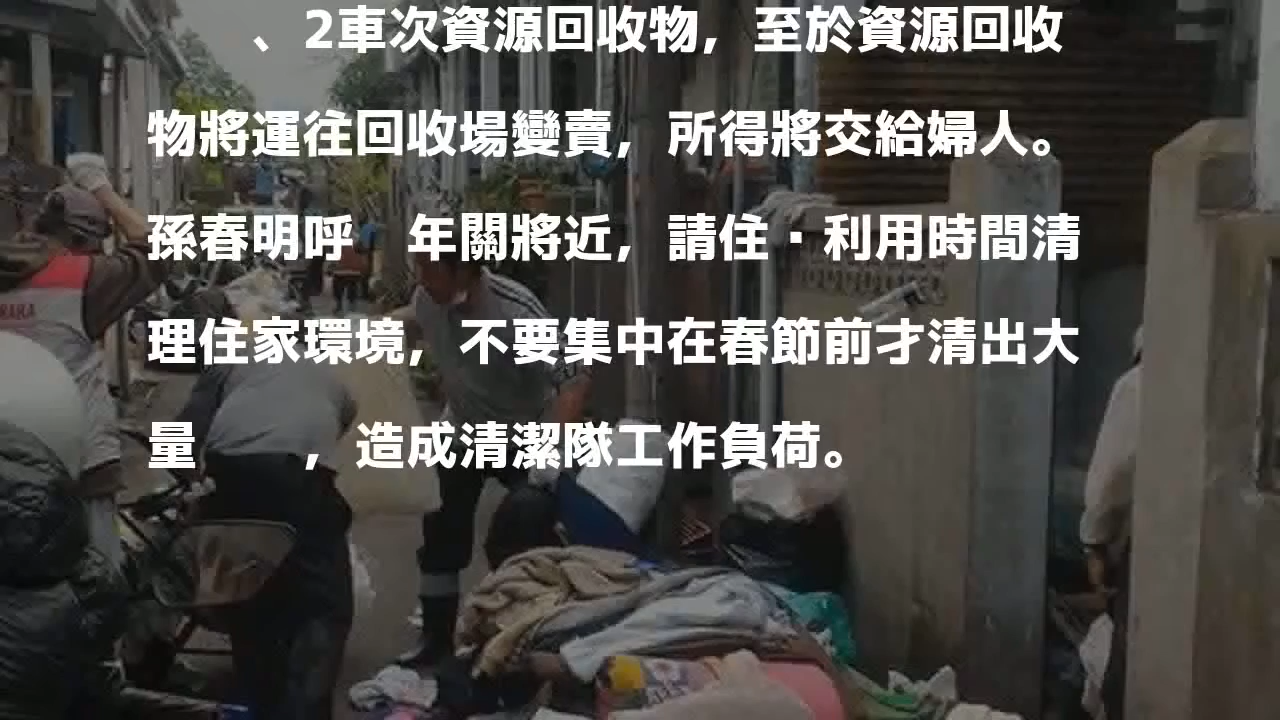 、2車次資源回收物，至於資源回收
物將運往回收場變賣，所得將交給婦人。
孫春明呼 年關將近，請住·利用時間清
理住家環境，不要集中在春節前才清出大
量 ，造成清潔隊工作負荷。